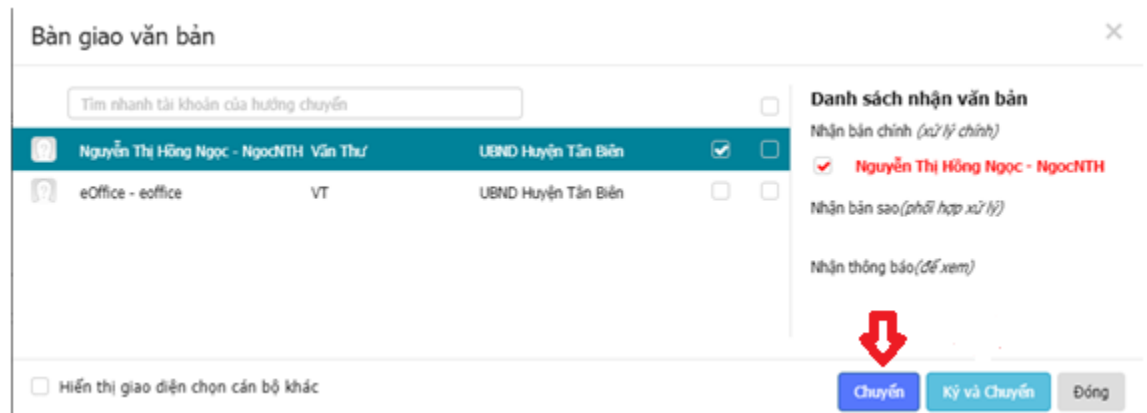 Bàn giao văn bản
Tìm nhanh tài khoản của hướng chuyển
Nguyễn Thị Hồng Ngọc - NgocNTH Văn Thư UBND Huyện Tân Biên
eOffice - eoffice VT UBND Huyện Tân Biên
Danh sách nhận văn bản
Nhận bản chính (xử lý chính)
Nguyễn Thị Hồng Ngọc - NgocNTH
Nhận bản sao(phối hợp xử lý)
Nhận thông báo(để xem)
Hiển thị giao diện chọn cán bộ khác
Chuyển Ký và Chuyển Đóng